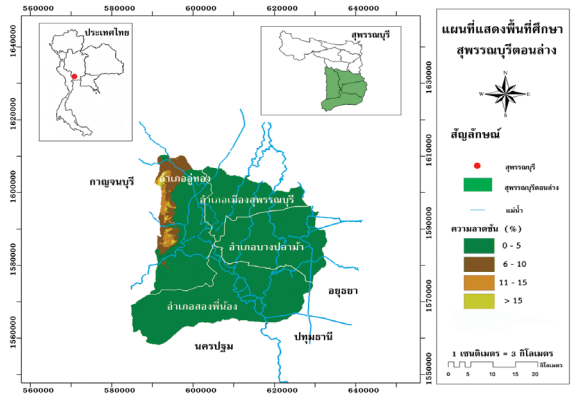 560000 580000 600000 620000 640000
1640000
1620000
1600000
1580000
1560000
1630000
1610000
1590000
1570000
1550000
ประเทศไทย
สุพรรณบุรี
กาญจนบุรี
อำเภออู่ทอง
อำเภอเมืองสุพรรณบุรี
อำเภอบางปลาม้า
อำเภอสองพี่น้อง
อยุธยา
ปทุมธานี
นครปฐม
560000 580000 600000 620000 640000
แผนที่แสดงพื้นที่ศึกษา
สุพรรณบุรีตอนล่าง
N
W E
S
สัญลักษณ์
สุพรรณบุรี
สุพรรณบุรีตอนล่าง
แม่น้ำ
ความลาดชัน (%)
0 - 5
6 - 10
11 - 15
> 15
1 เซนติเมตร = 3 กิโลเมตร
กิโลเมตร
0 5 10 15 20